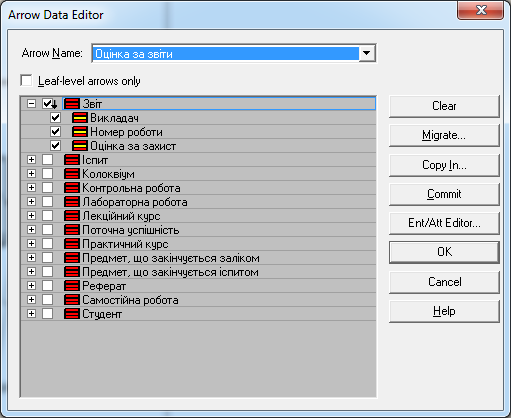 Arrow Data Editor
Arrow Name: Оцінка за звіти
Leaf-level arrows only
Звіт
Викладач
Номер роботи
Оцінка за захист
Іспит
Колоквіум
Контрольна робота
Лабораторна робота
Лекційний курс
Поточна успішність
Практичний курс
Предмет, що закінчується заліком
Предмет, що закінчується іспитом
Реферат
Самостійна робота
Студент
Clear
Migrate...
Copy In...
Commit
Ent/Att Editor...
OK
Cancel
Help